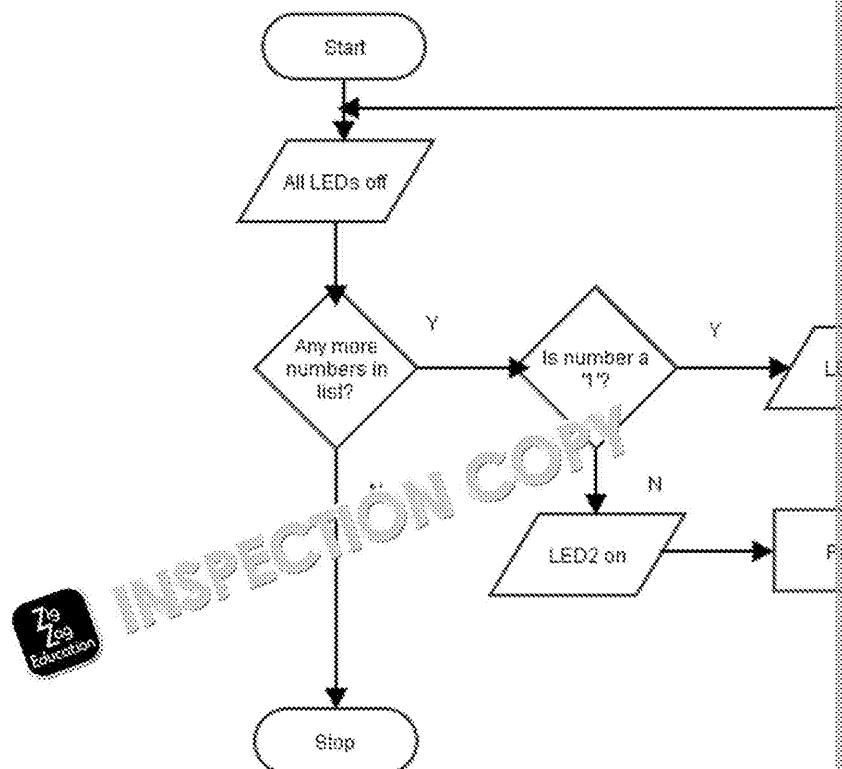 Start
All LEDs off
Any more
numbers in
list?
Y
Is number a
'1'?
Y
N
LED2 on
Stop
INSPECTION COPY
Zig
Zag
Education